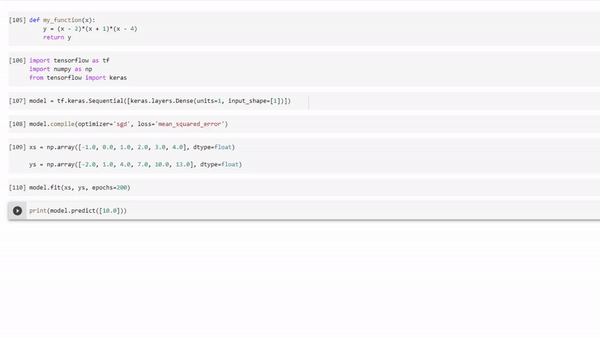 [105] def my_function(x):
y = (x - 2)*(x + 1)*(x - 4)
return y
[106] import tensorflow as tf
import numpy as np
from tensorflow import keras
[107] model = tf.keras.Sequential([keras.layers.Dense(units=1, input_shape=[1])])
[108] model.compile(optimizer='sgd', loss='mean_squared_error')
[109] xs = np.array([-1.0, 0.0, 1.0, 2.0, 3.0, 4.0], dtype=float)
ys = np.array([-2.0, 1.0, 4.0, 7.0, 10.0, 13.0], dtype=float)
[110] model.fit(xs, ys, epochs=200)
print(model.predict([10.0]))